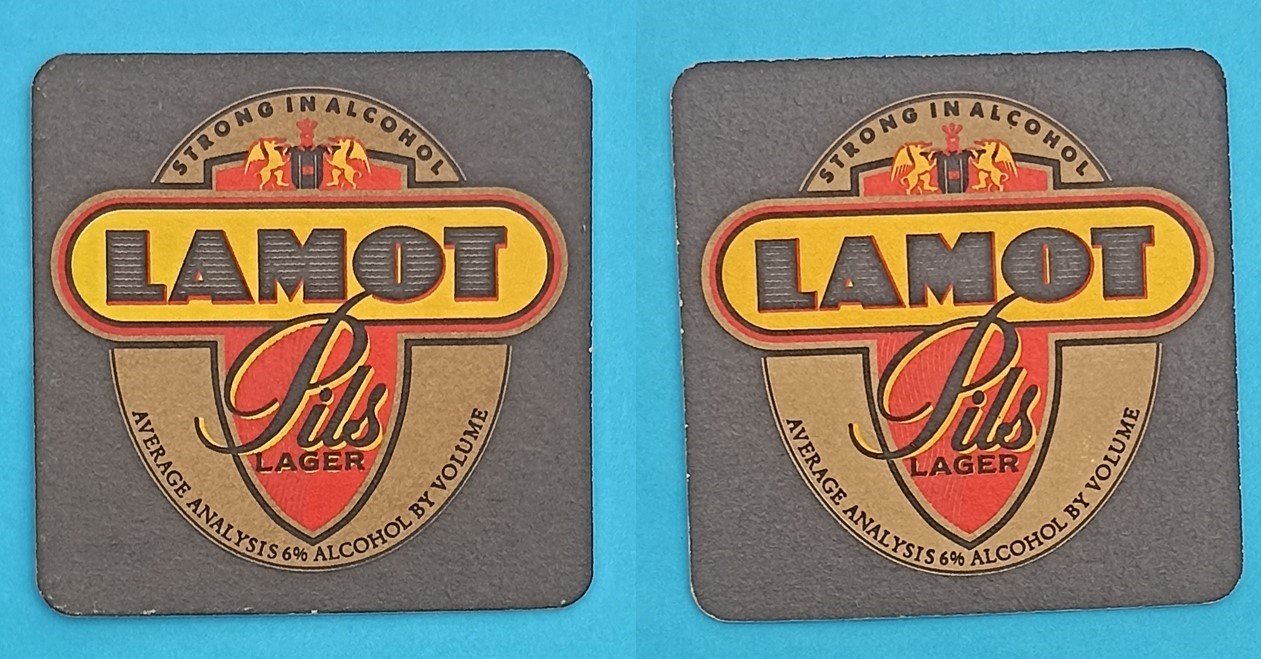 STRONG IN ALCOHOL
LAMOT
Pils
LAGER
AVERAGE ANALYSIS 6% ALCOHOL BY VOLUME
STRONG IN ALCOHOL
LAMOT
Pils
LAGER
AVERAGE ANALYSIS 6% ALCOHOL BY VOLUME